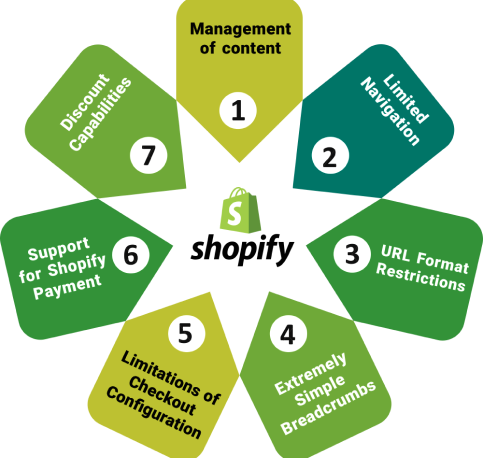 Management
of content
1
Limited
Navigation
2
3
URL Format
Restrictions
4
Extremely
Simple
Breadcrumbs
5
Limitations of
Checkout
Configuration
6
Support
for Shopify
Payment
7
Discount
Capabilities
S
shopify